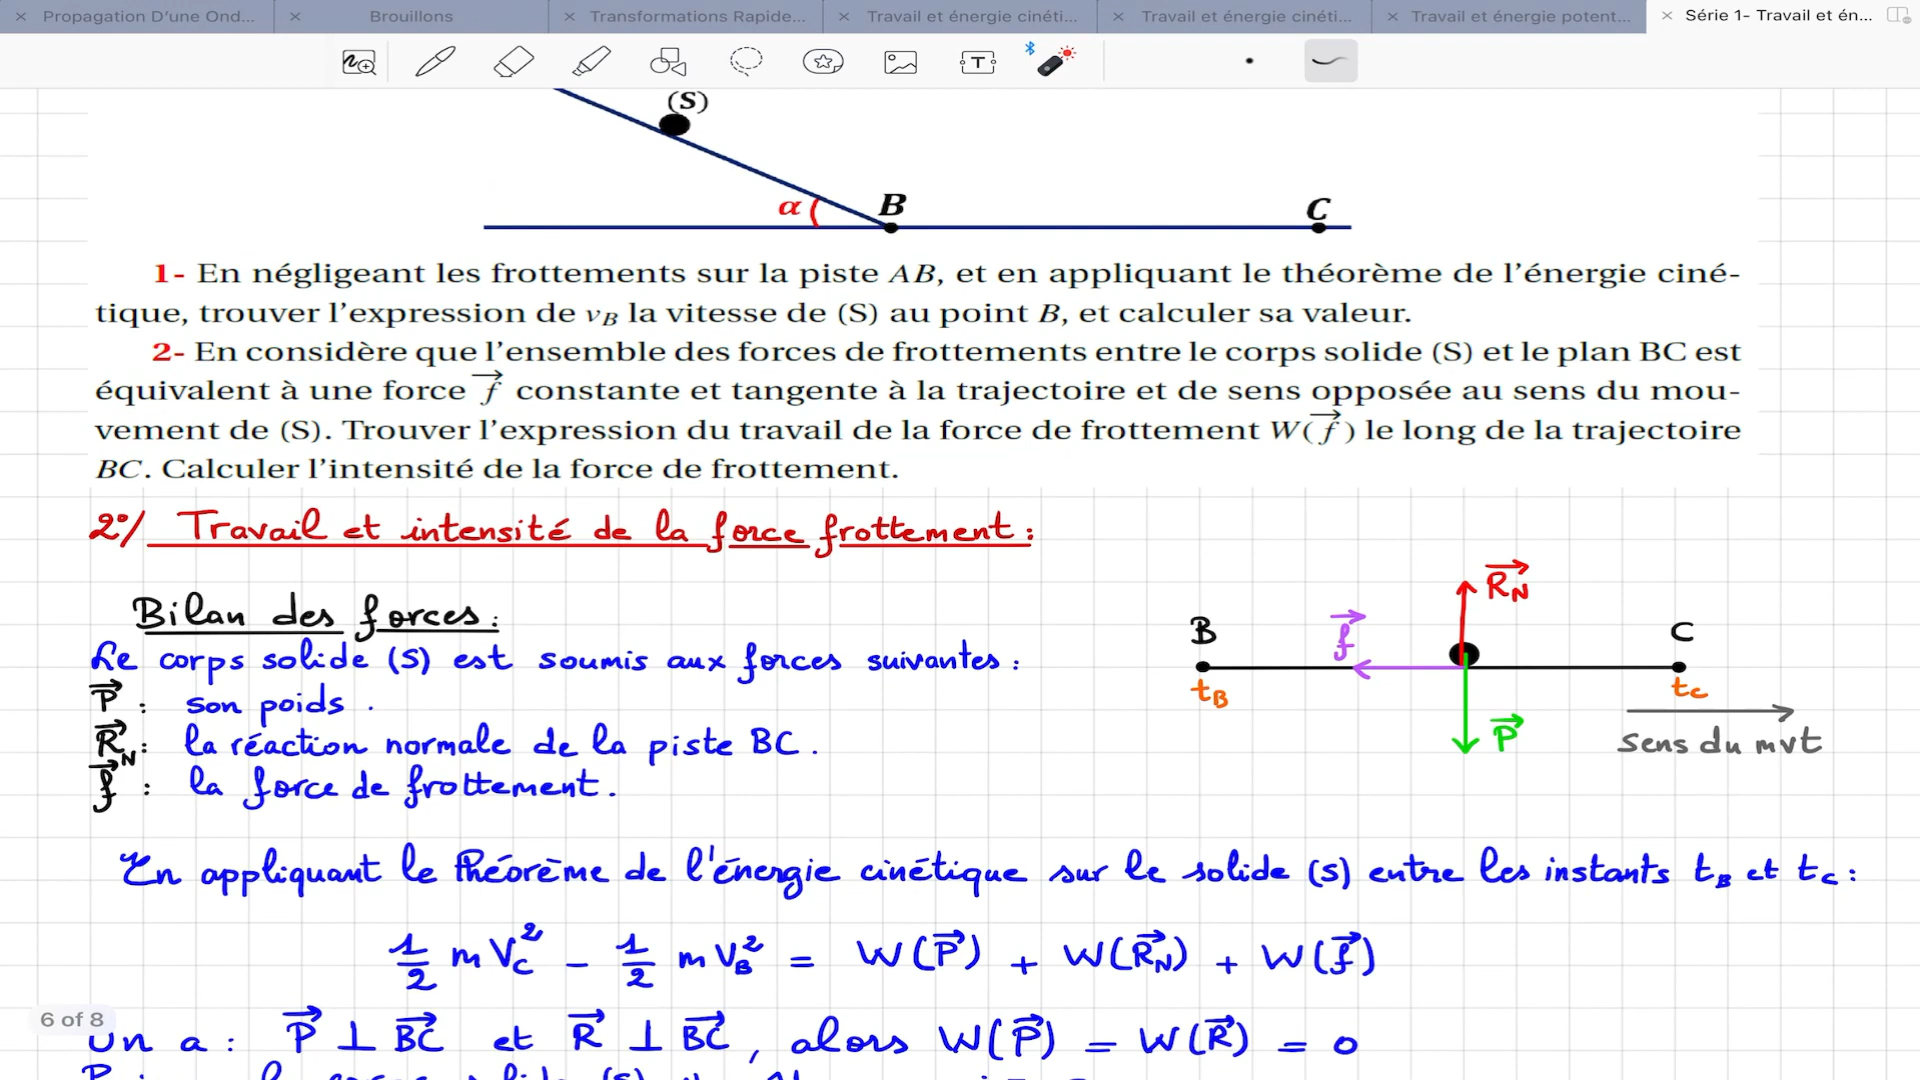 Propagation D'une Ond...
Brouillons
Transformations Rapide...
Travail et énergie cinéti...
Travail et énergie cinéti...
Travail et énergie potent...
Série 1- Travail et én...
(S)
α
B
C
1- En négligeant les frottements sur la piste AB, et en appliquant le théorème de l'énergie ciné-
tique, trouver l'expression de v_B la vitesse de (S) au point B, et calculer sa valeur.
2- En considère que l'ensemble des forces de frottements entre le corps solide (S) et le plan BC est
équivalent à une force f⃗ constante et tangente à la trajectoire et de sens opposée au sens du mou-
vement de (S). Trouver l'expression du travail de la force de frottement W(f⃗) le long de la trajectoire
BC. Calculer l'intensité de la force de frottement.
2°/ Travail et intensité de la force frottement :
Bilan des forces :
Le corps solide (S) est soumis aux forces suivantes :
P⃗ : son poids .
R⃗_N : la réaction normale de la piste BC .
f⃗ : la force de frottement .
R⃗_N
B
f⃗
C
t_B
t_C
P⃗
sens du mvt
En appliquant le théorème de l'énergie cinétique sur le solide (S) entre les instants t_B et t_C :
1/2 m V_C² - 1/2 m V_B² = W(P⃗) + W(R⃗_N) + W(f⃗)
6 of 8
On a : P⃗ ⊥ BC⃗ et R⃗ ⊥ BC⃗ , alors W(P⃗) = W(R⃗) = 0